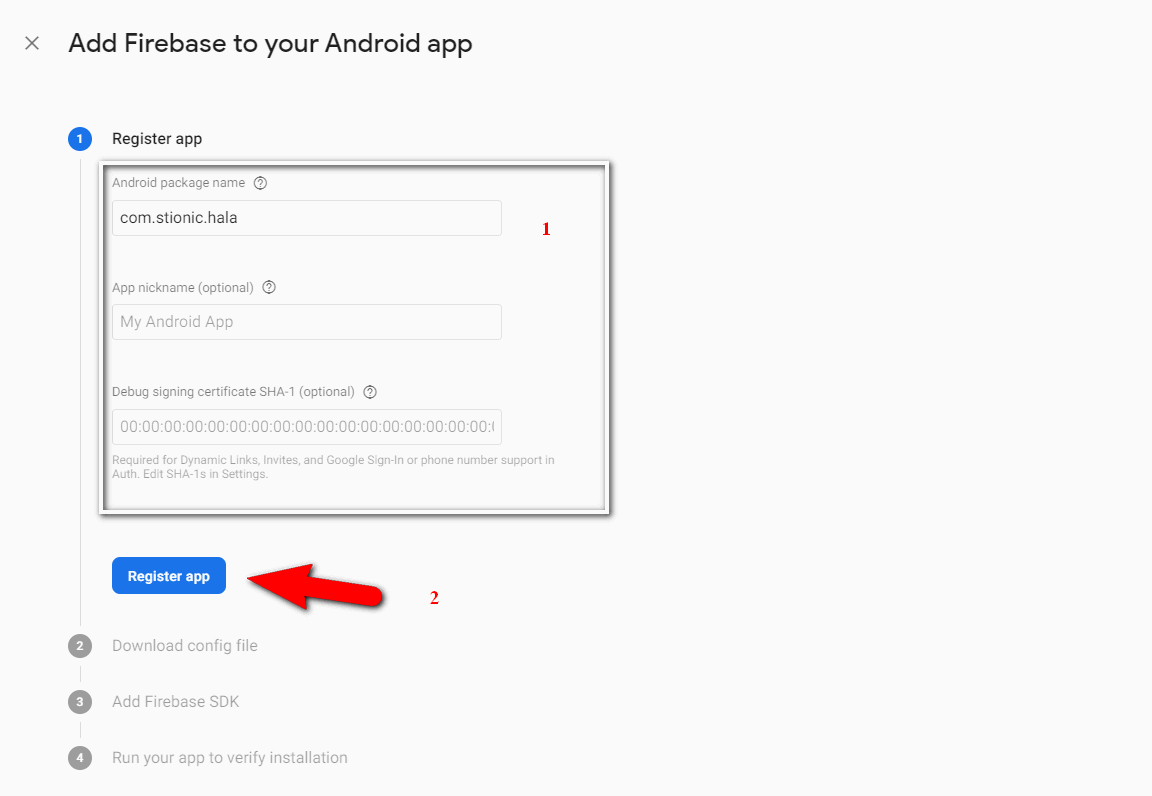 Add Firebase to your Android app
1 Register app
Android package name ?
com.stionic.hala
1
App nickname (optional) ?
My Android App
Debug signing certificate SHA-1 (optional) ?
00:00:00:00:00:00:00:00:00:00:00:00:00:00:00:00:00:
Required for Dynamic Links, Invites, and Google Sign-In or phone number support in
Auth. Edit SHA-1s in Settings.
Register app
2
2 Download config file
3 Add Firebase SDK
4 Run your app to verify installation